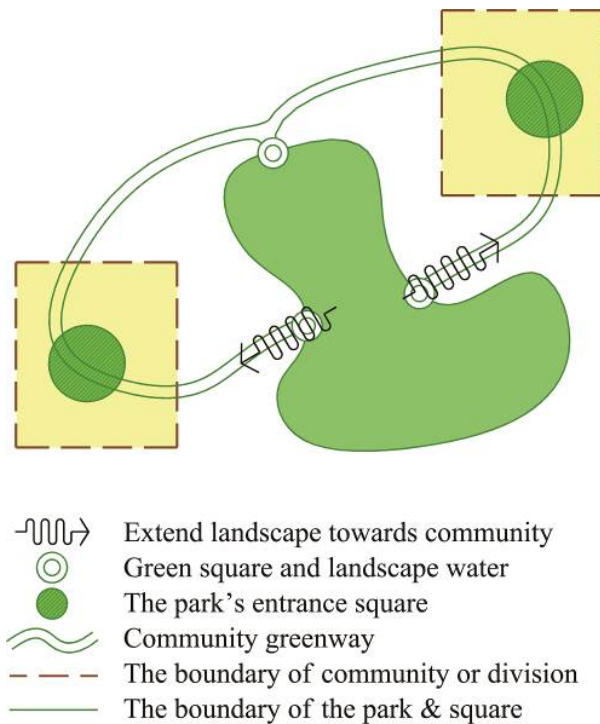 Extend landscape towards community
Green square and landscape water
The park's entrance square
Community greenway
The boundary of community or division
The boundary of the park & square